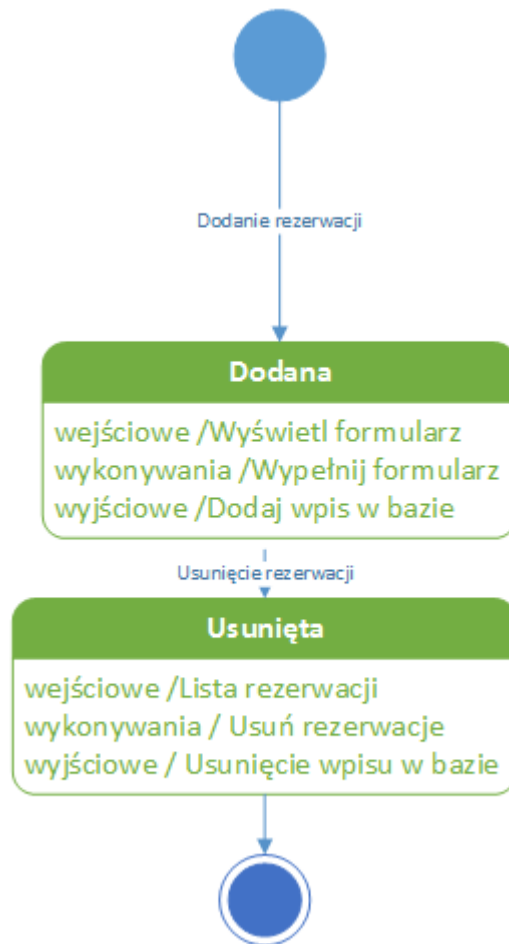 Dodanie rezerwacji
Dodana
wejściowe /Wyświetl formularz
wykonywania /Wypełnij formularz
wyjściowe /Dodaj wpis w bazie
Usunięcie rezerwacji
Usunięta
wejściowe /Lista rezerwacji
wykonywania / Usuń rezerwacje
wyjściowe / Usunięcie wpisu w bazie